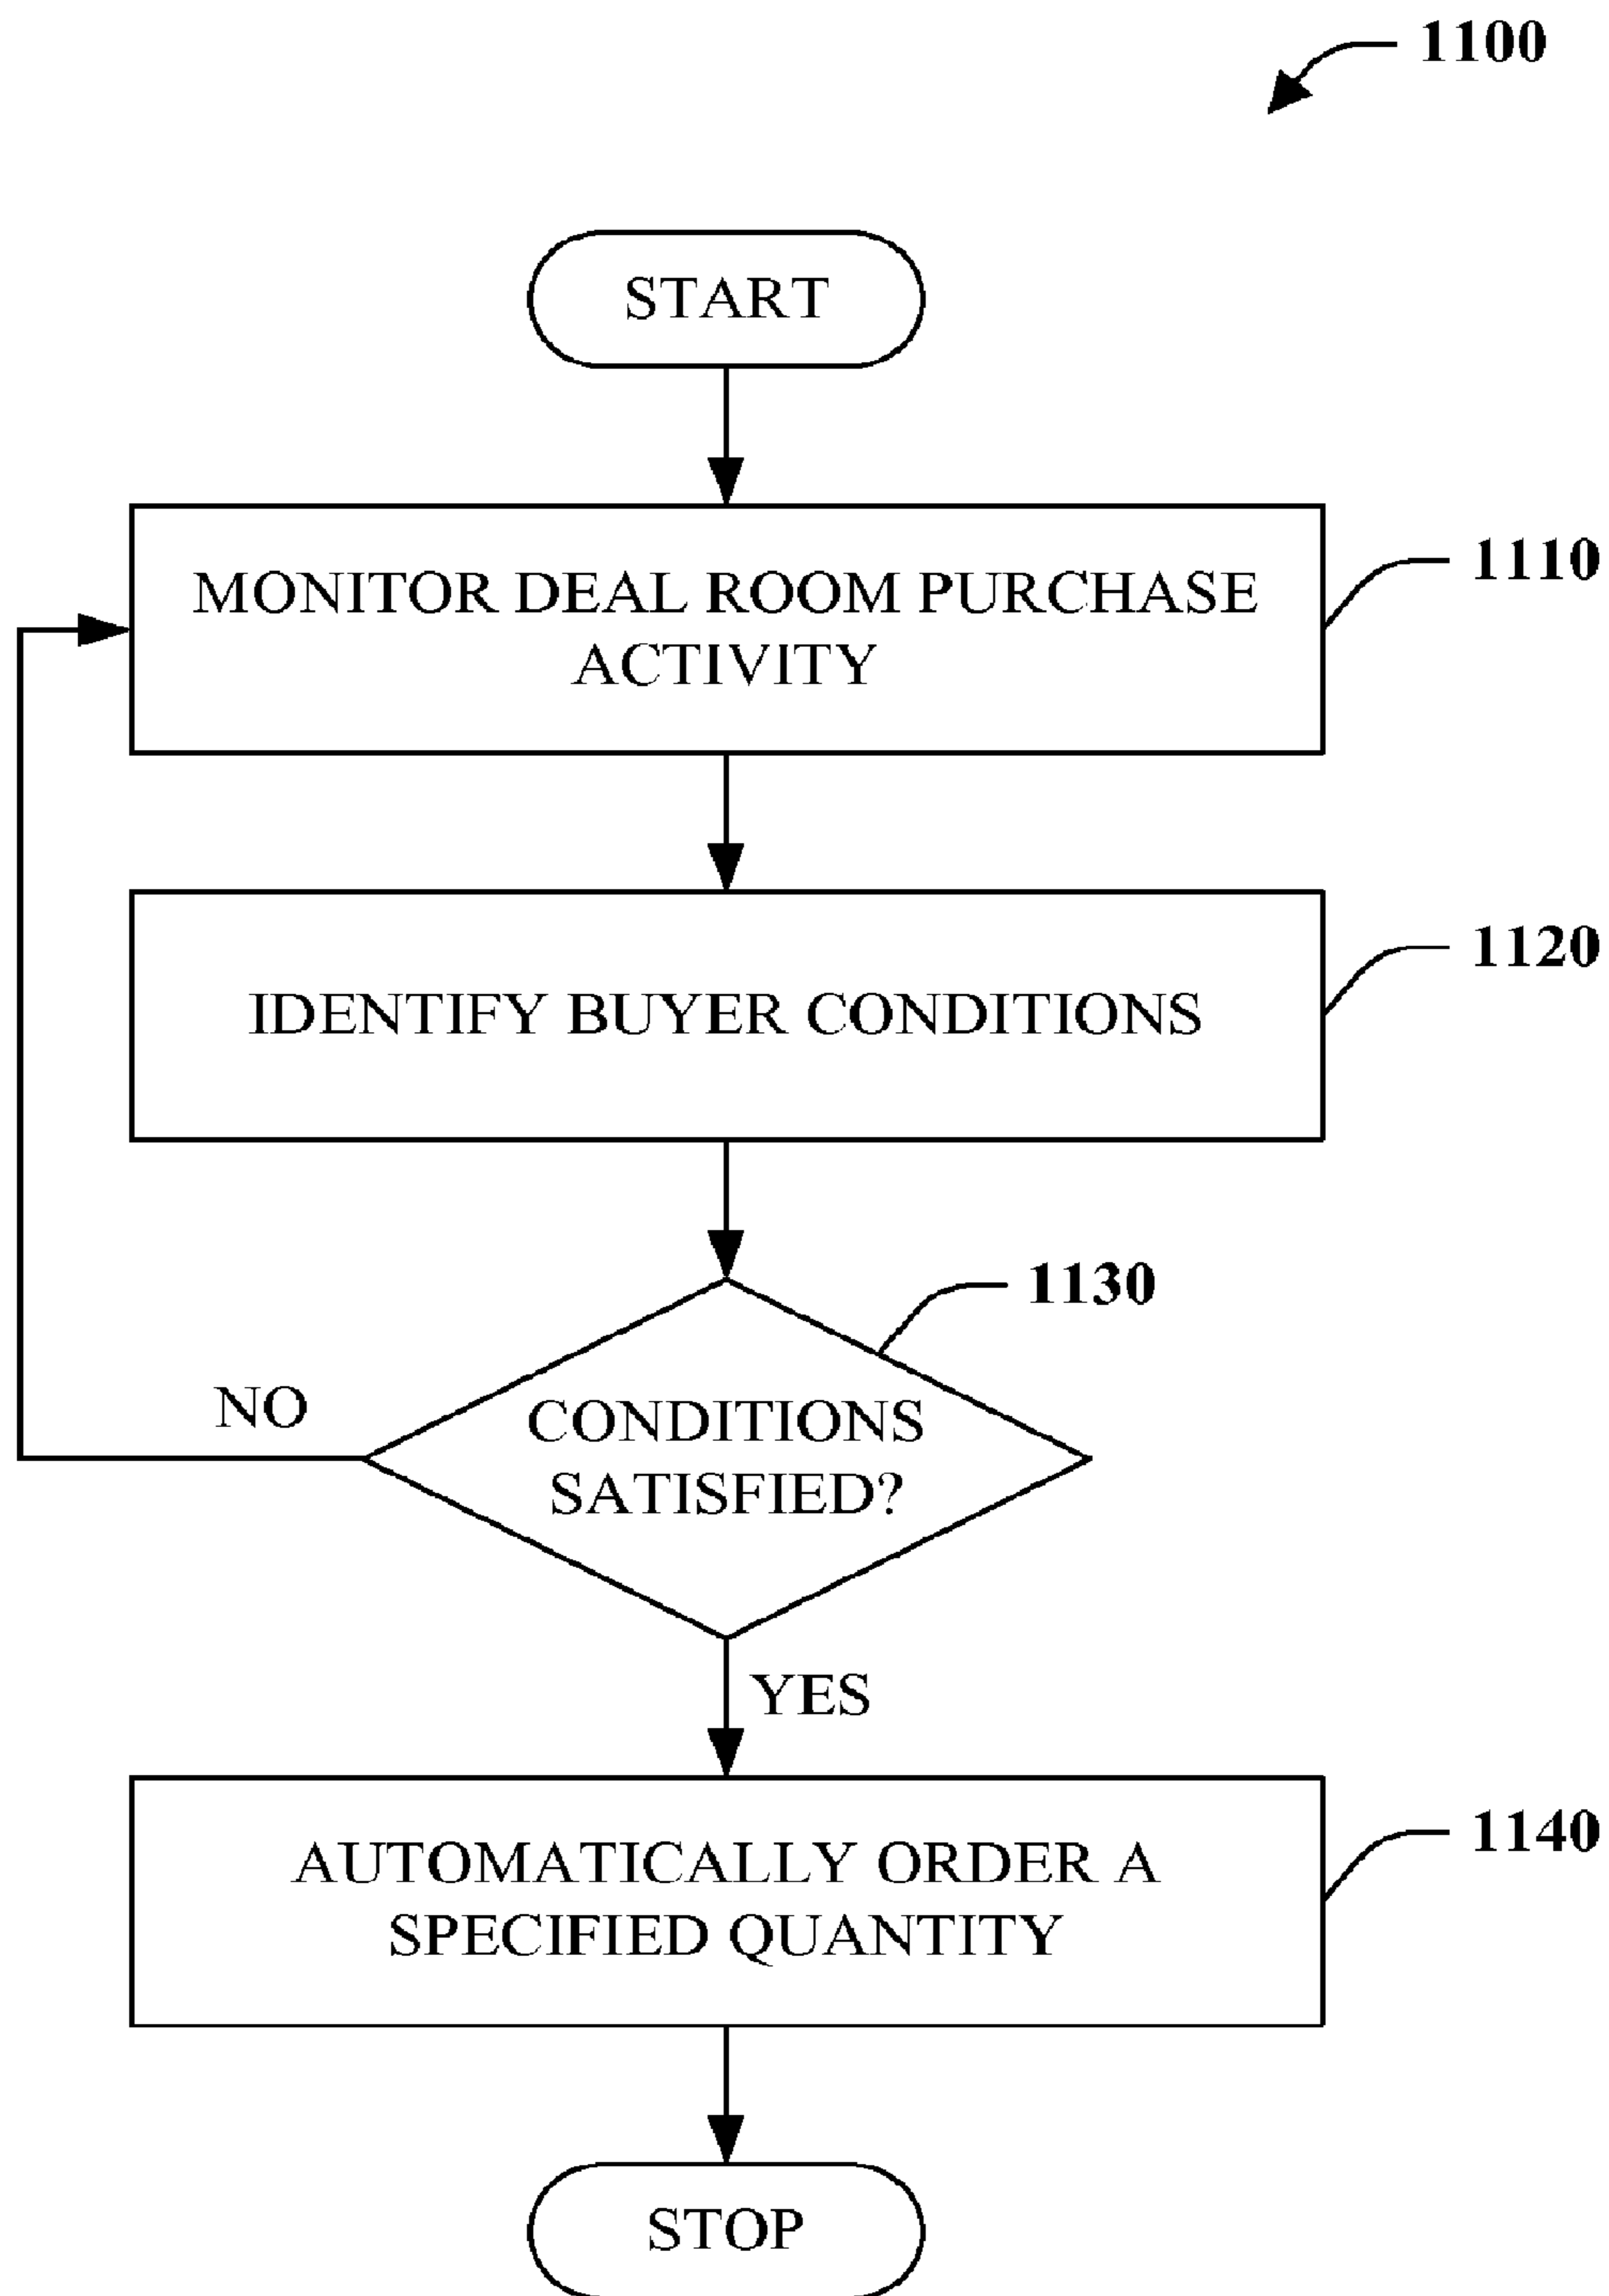 1100
START
MONITOR DEAL ROOM PURCHASE
ACTIVITY
1110
IDENTIFY BUYER CONDITIONS
1120
1130
CONDITIONS
SATISFIED?
NO
YES
AUTOMATICALLY ORDER A
SPECIFIED QUANTITY
1140
STOP